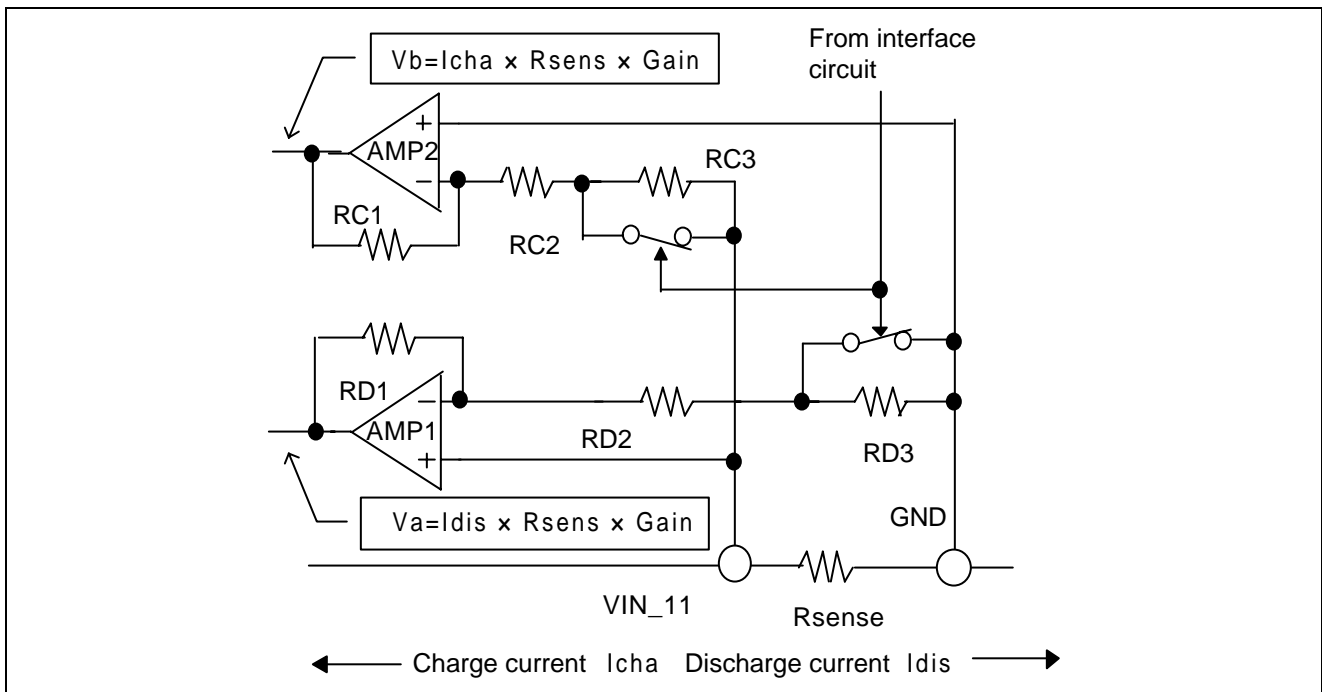 From interface
circuit
Vb=Icha × Rsens × Gain
+
AMP2
−
RC3
RC1
RC2
RD1
−
AMP1
+
RD2
RD3
Va=Idis × Rsens × Gain
GND
VIN_11
Rsense
Charge current Icha Discharge current Idis